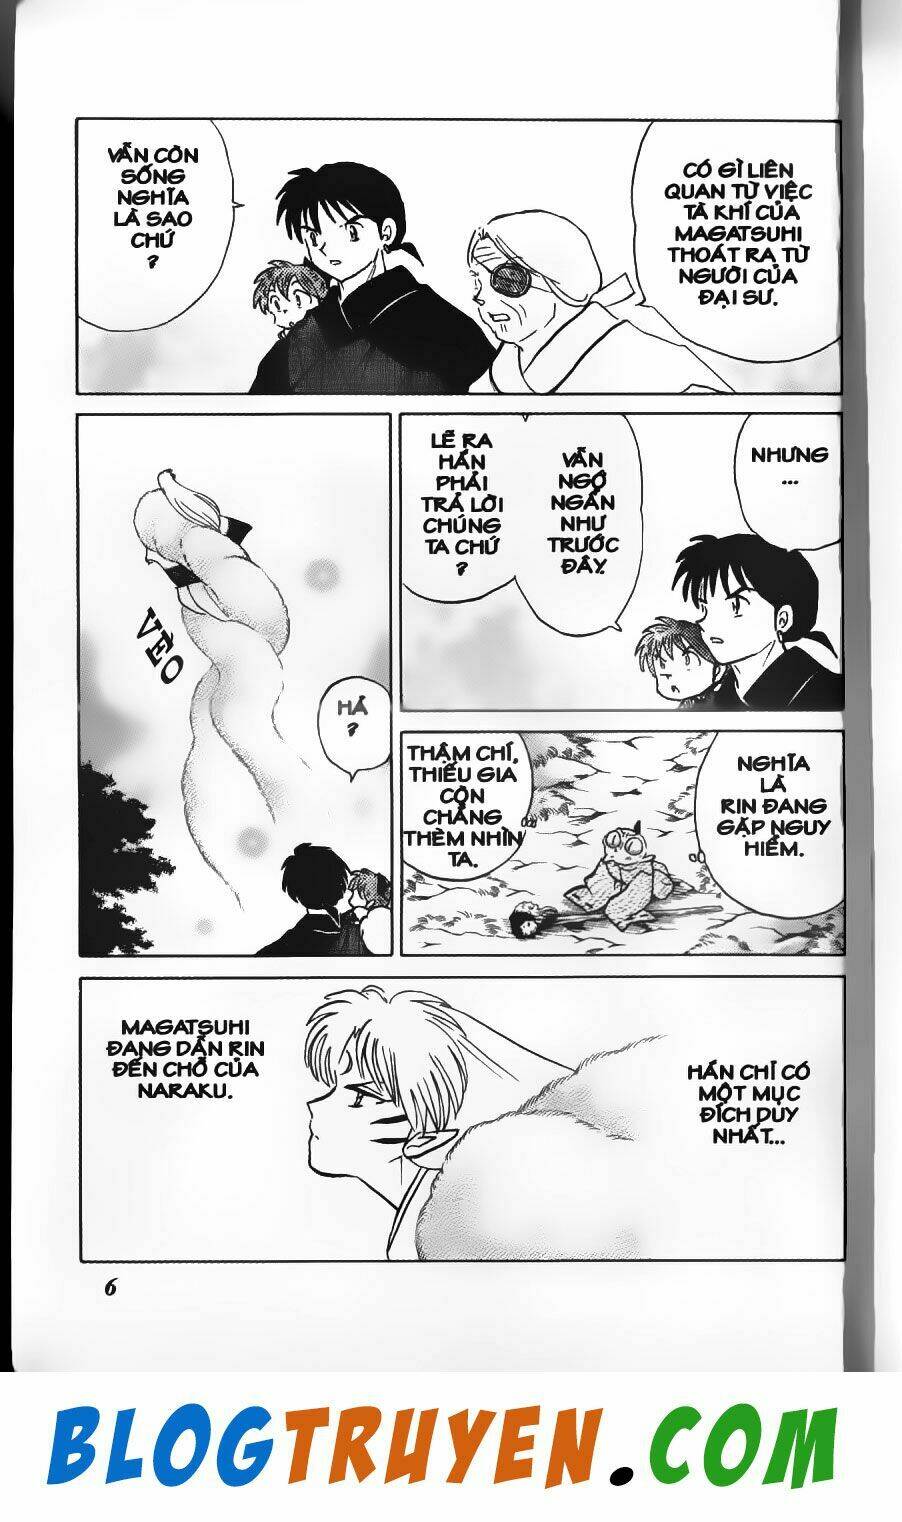 VẪN CÒN
SỐNG
NGHĨA
LÀ SAO
CHỨ
?
CÓ GÌ LIÊN
QUAN TỪ VIỆC
TÀ KHÍ CỦA
MAGATSUHI
THOÁT RA TỪ
NGƯỜI CỦA
ĐẠI SƯ.
VÈO
HẢ
?
LẼ RA
HẮN
PHẢI
TRẢ LỜI
CHÚNG
TA CHỨ
?
VẪN
NGỚ
NGẨN
NHƯ
TRƯỚC
ĐÂY.
NHƯNG
...
THẬM CHÍ,
THIẾU GIA
CÒN
CHẲNG
THÈM NHÌN
TA.
NGHĨA
LÀ
RIN ĐANG
GẶP NGUY
HIỂM.
MAGATSUHI
ĐANG DẪN RIN
ĐẾN CHỖ CỦA
NARAKU.
HẮN CHỈ CÓ
MỘT MỤC
ĐÍCH DUY
NHẤT...
6
BLOGTRUYEN.COM